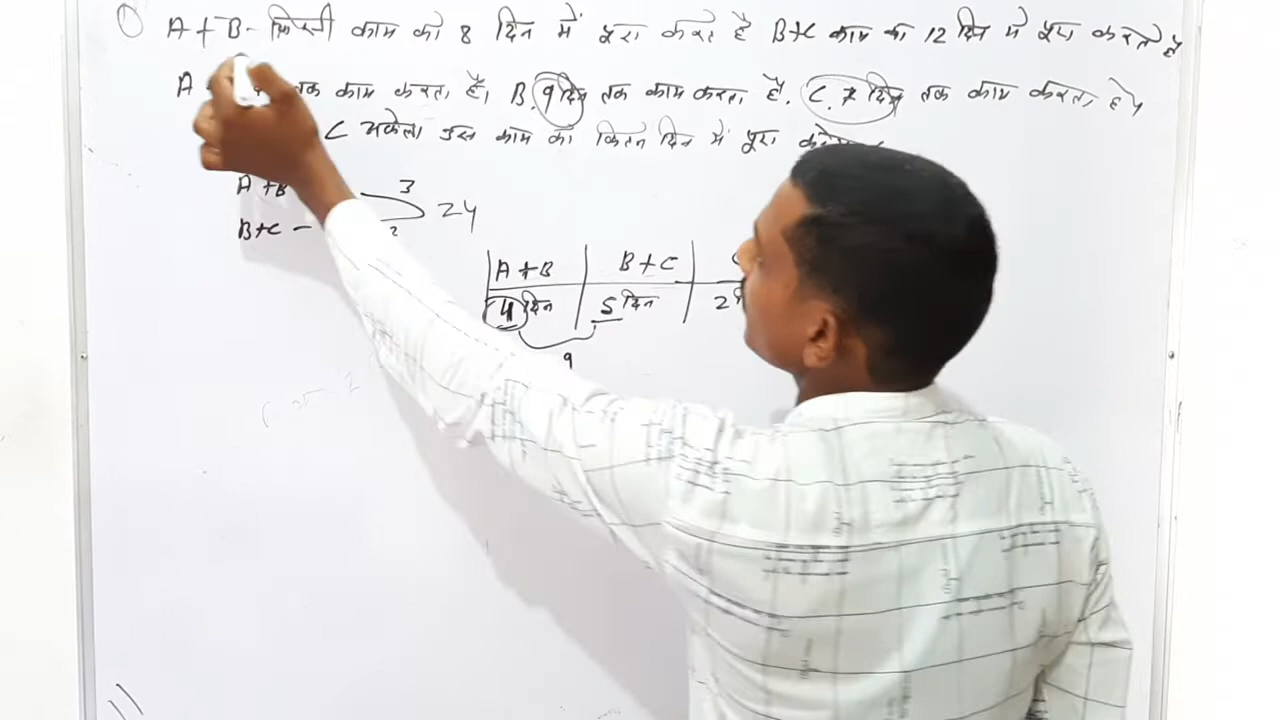 ① A + B - किसी काम को 8 दिन में पूरा करते है B+C काम को 12 दिन में पूरा करते है
A तक काम करता है। B. 9 दिन तक काम करता है. C. 7 दिन तक काम करता है
C अकेला उस काम को कितने दिन में पूरा
A + B 3
24
B+C - 2
A + B | B + C
4 दिन | 5 दिन | 2
9